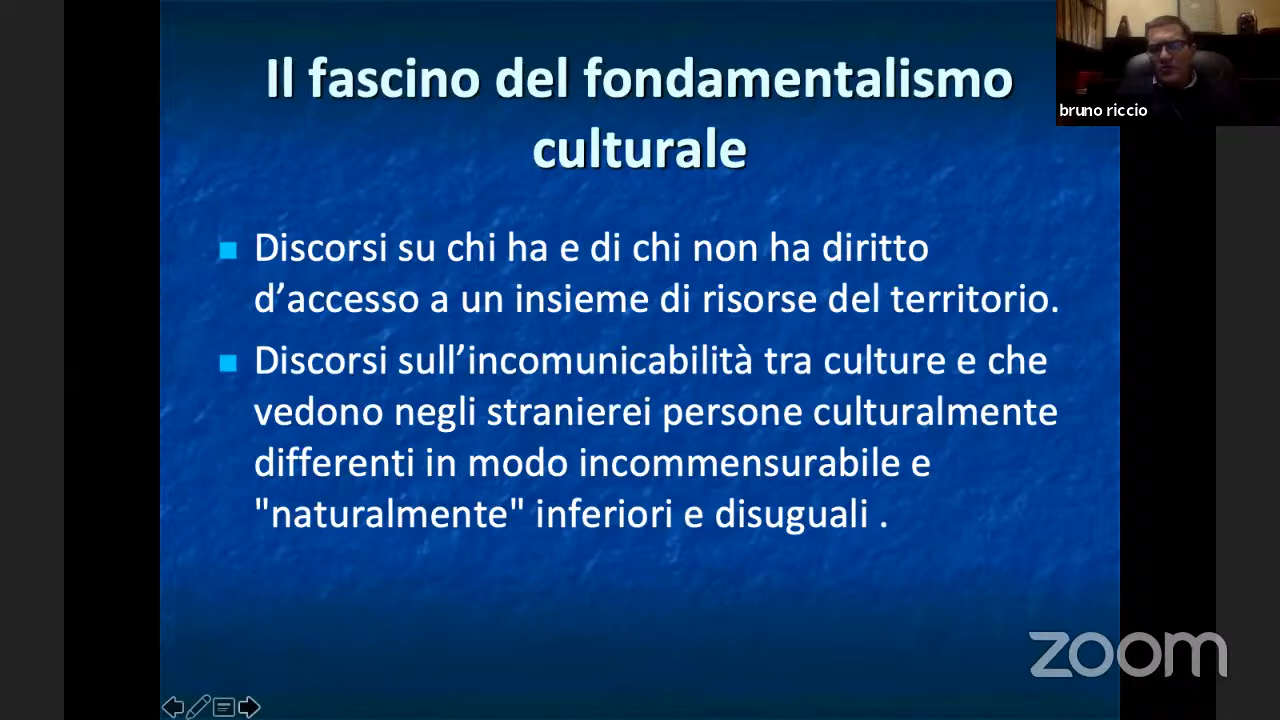 Il fascino del fondamentalismo
culturale
bruno riccio
■ Discorsi su chi ha e di chi non ha diritto
d’accesso a un insieme di risorse del territorio.
■ Discorsi sull’incomunicabilità tra culture e che
vedono negli stranierei persone culturalmente
differenti in modo incommensurabile e
"naturalmente" inferiori e disuguali .
zoom